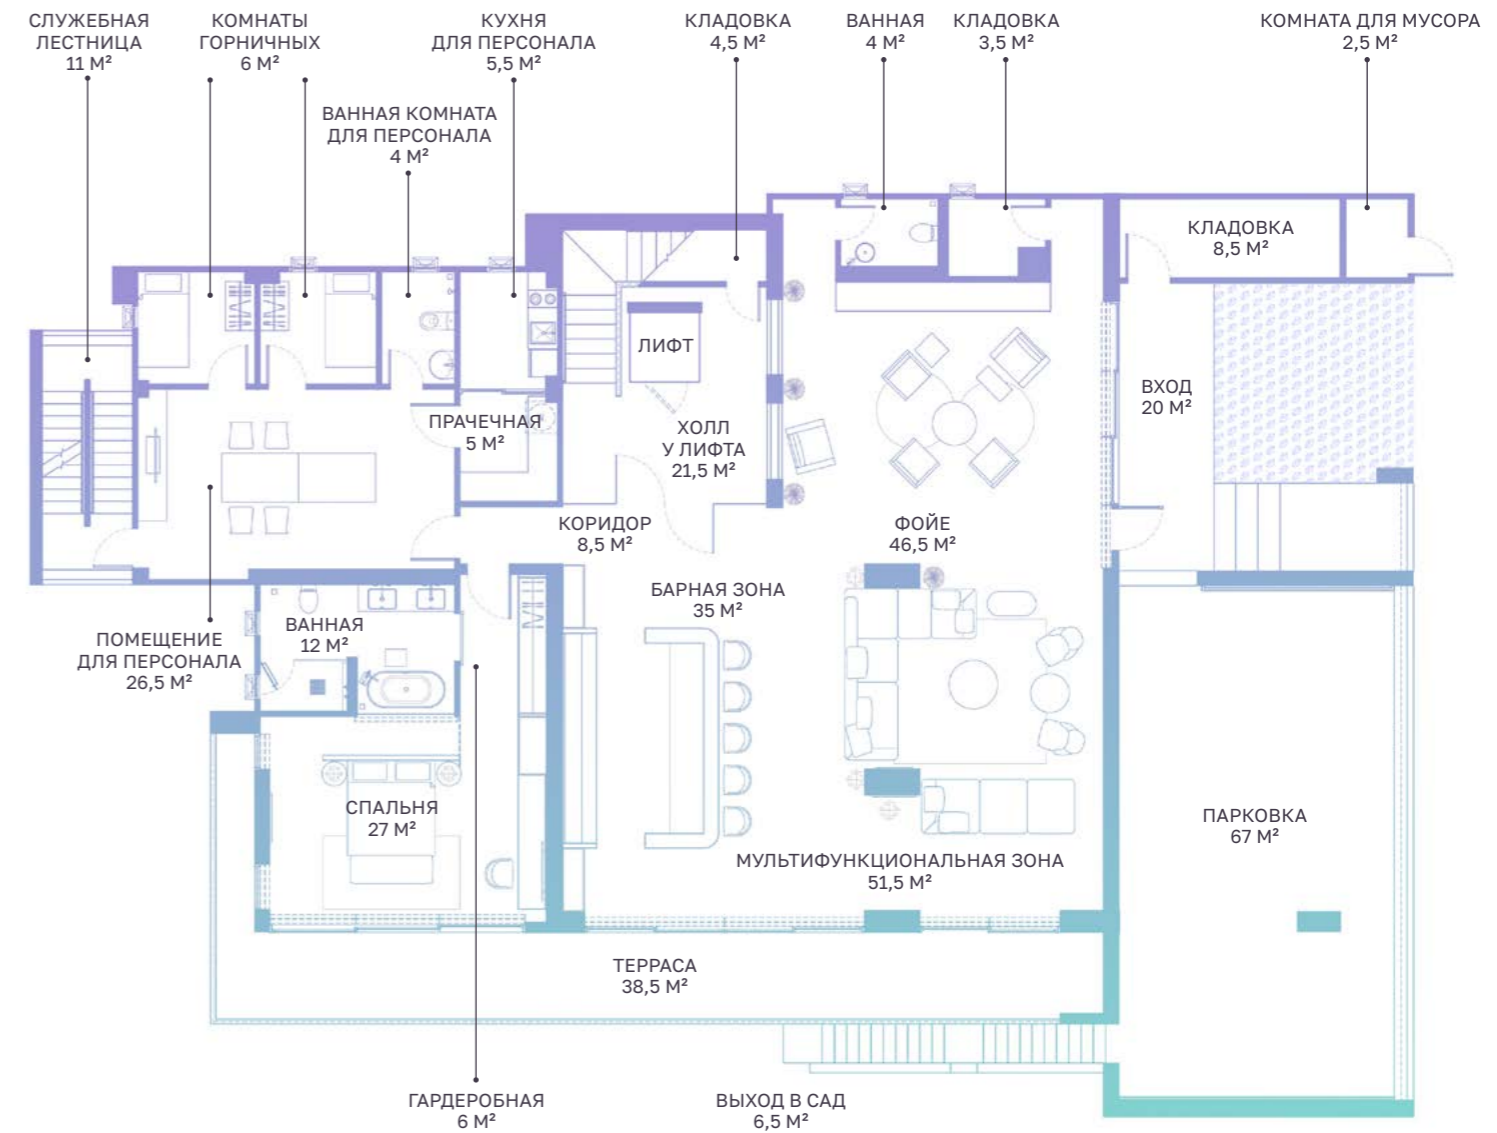 СЛУЖЕБНАЯ
ЛЕСТНИЦА
11 М²
КОМНАТЫ
ГОРНИЧНЫХ
6 М²
КУХНЯ
ДЛЯ ПЕРСОНАЛА
5,5 М²
КЛАДОВКА
4,5 М²
ВАННАЯ
4 М²
КЛАДОВКА
3,5 М²
КОМНАТА ДЛЯ МУСОРА
2,5 М²
ВАННАЯ КОМНАТА
ДЛЯ ПЕРСОНАЛА
4 М²
КЛАДОВКА
8,5 М²
ЛИФТ
ВХОД
20 М²
ПРАЧЕЧНАЯ
5 М²
ХОЛЛ
У ЛИФТА
21,5 М²
КОРИДОР
8,5 М²
ФОЙЕ
46,5 М²
БАРНАЯ ЗОНА
35 М²
ВАННАЯ
12 М²
ПОМЕЩЕНИЕ
ДЛЯ ПЕРСОНАЛА
26,5 М²
СПАЛЬНЯ
27 М²
ПАРКОВКА
67 М²
МУЛЬТИФУНКЦИОНАЛЬНАЯ ЗОНА
51,5 М²
ТЕРРАСА
38,5 М²
ГАРДЕРОБНАЯ
6 М²
ВЫХОД В САД
6,5 М²